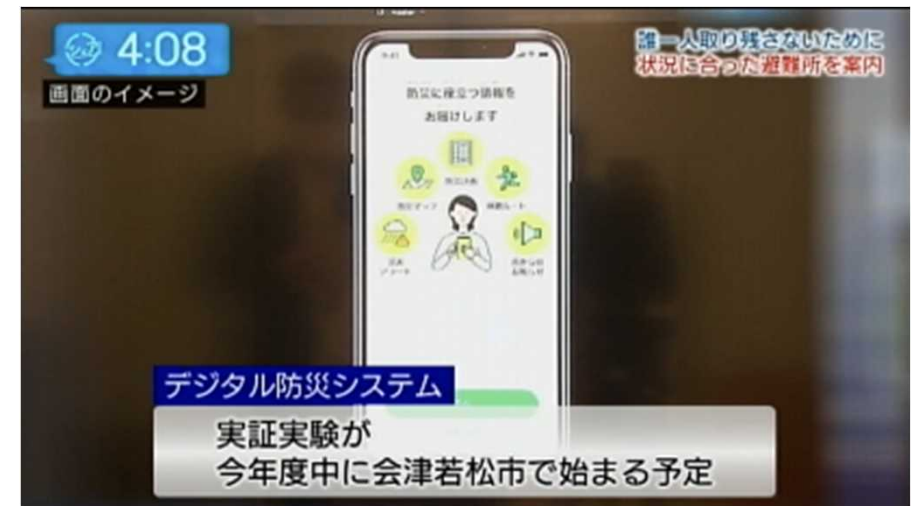 4:08
画面のイメージ
誰一人取り残さないために
状況に合った避難所を案内
防災に役立つ情報を
お届けします
デジタル防災システム
実証実験が
今年度中に会津若松市で始まる予定